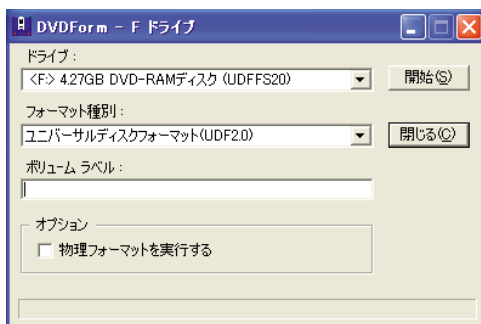 DVDForm - F ドライブ
ドライブ：
<F:> 4.27GB DVD-RAMディスク (UDFFS20)
開始(S)
フォーマット種別：
ユニバーサルディスクフォーマット(UDF2.0)
閉じる(C)
ボリューム ラベル：
オプション
物理フォーマットを実行する